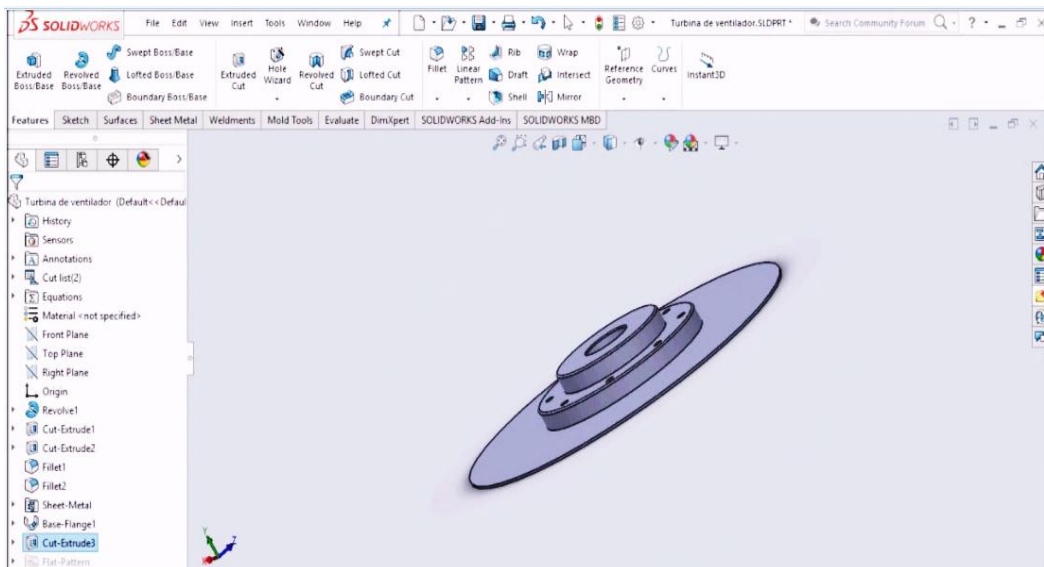 SOLIDWORKS File Edit View Insert Tools Window Help Turbina de ventilador.SLDPRT * Search Community Forum
Extruded Boss/Base
Revolved Boss/Base
Swept Boss/Base
Lofted Boss/Base
Boundary Boss/Base
Extruded Cut
Hole Wizard
Revolved Cut
Swept Cut
Lofted Cut
Boundary Cut
Fillet
Linear Pattern
Rib
Draft
Shell
Wrap
Intersect
Mirror
Reference Geometry
Curves
Instant3D
Features Sketch Surfaces Sheet Metal Weldments Mold Tools Evaluate DimXpert SOLIDWORKS Add-Ins SOLIDWORKS MBD
Turbina de ventilador (Default<<Defaul
History
Sensors
Annotations
Cut list(2)
Equations
Material <not specified>
Front Plane
Top Plane
Right Plane
Origin
Revolve1
Cut-Extrude1
Cut-Extrude2
Fillet1
Fillet2
Sheet-Metal
Base-Flange1
Cut-Extrude3
Flat-Pattern